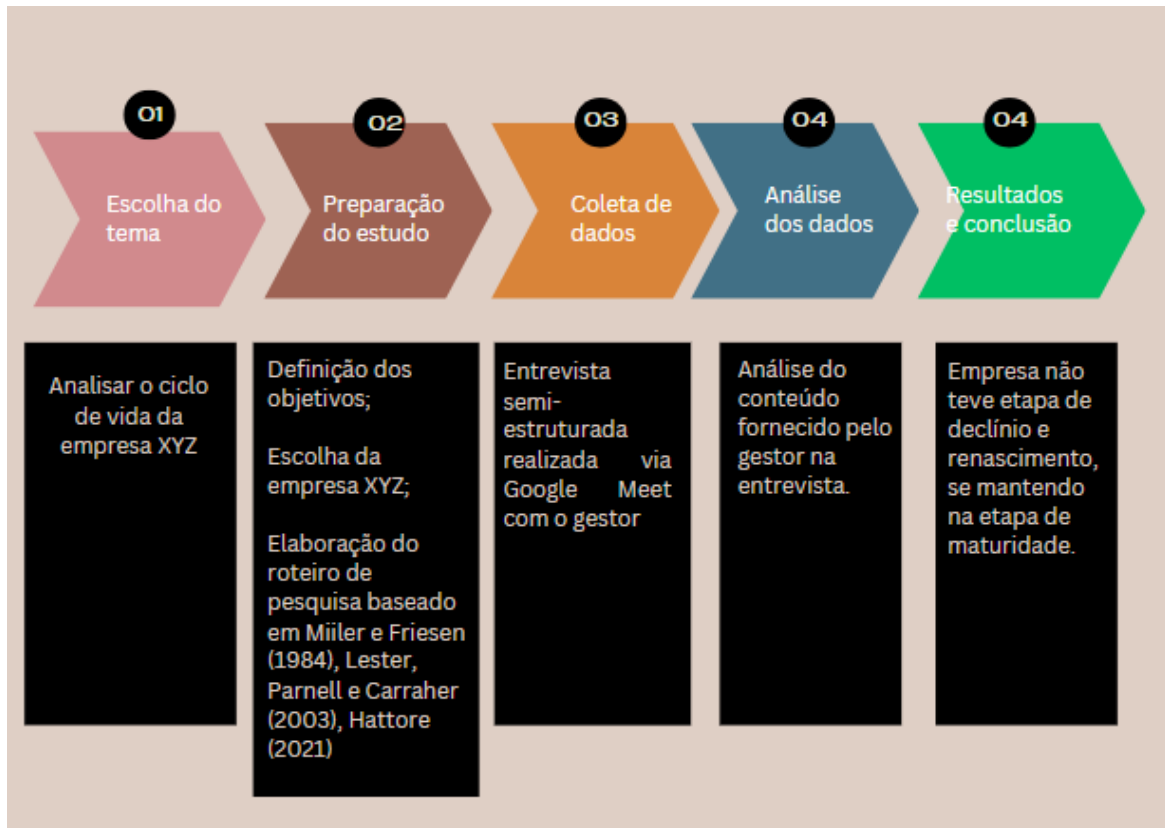 01
Escolha do
tema
02
Preparação
do estudo
03
Coleta de
dados
04
Análise
dos dados
04
Resultados
e conclusão
Analisar o ciclo
de vida da
empresa XYZ
Definição dos
objetivos;
Escolha da
empresa XYZ;
Elaboração do
roteiro de
pesquisa baseado
em Miiler e Friesen
(1984), Lester,
Parnell e Carraher
(2003), Hattore
(2021)
Entrevista
semi-
estruturada
realizada via
Google Meet
com o gestor
Análise do
conteúdo
fornecido pelo
gestor na
entrevista.
Empresa não
teve etapa de
declínio e
renascimento,
se mantendo
na etapa de
maturidade.